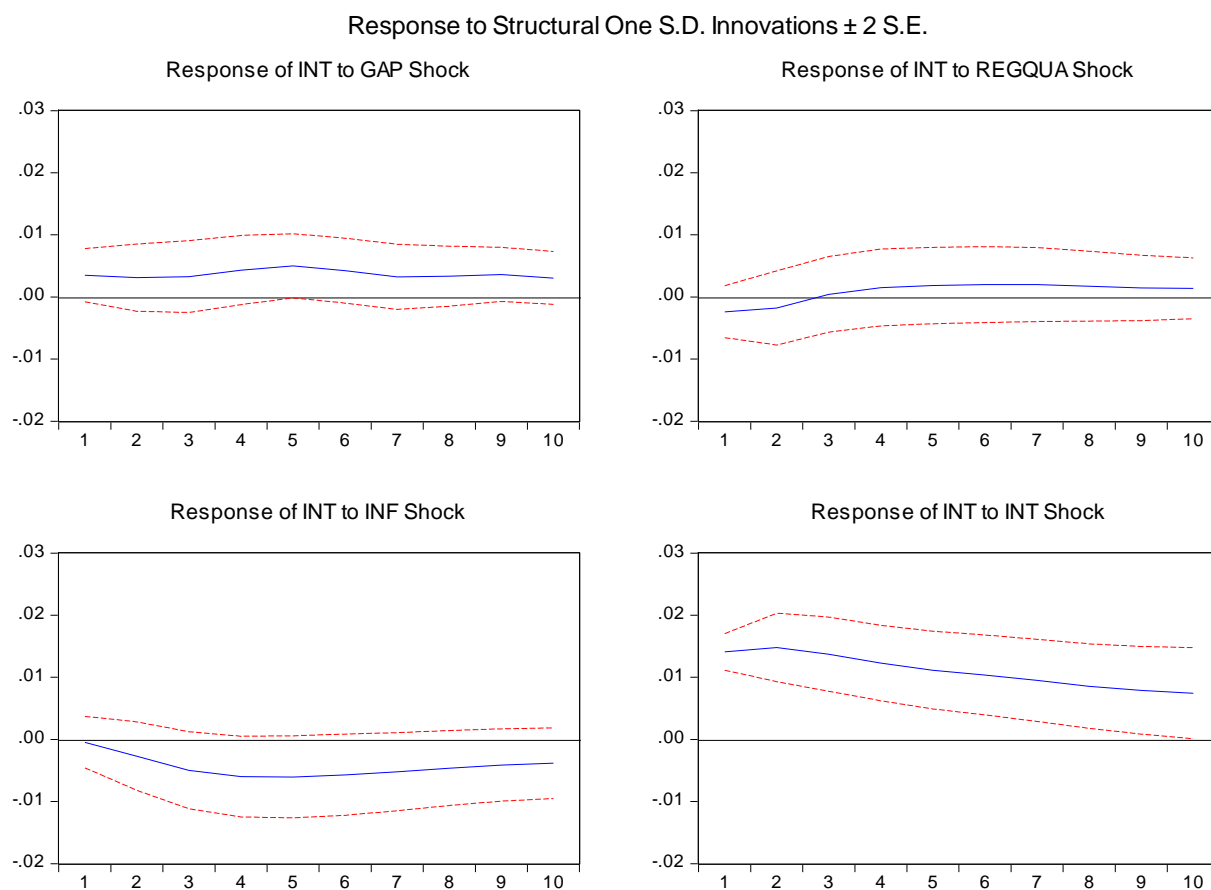 Response to Structural One S.D. Innovations ± 2 S.E.
Response of INT to GAP Shock
.03
.02
.01
.00
-.01
-.02
1 2 3 4 5 6 7 8 9 10
Response of INT to REGQUA Shock
.03
.02
.01
.00
-.01
-.02
1 2 3 4 5 6 7 8 9 10
Response of INT to INF Shock
.03
.02
.01
.00
-.01
-.02
1 2 3 4 5 6 7 8 9 10
Response of INT to INT Shock
.03
.02
.01
.00
-.01
-.02
1 2 3 4 5 6 7 8 9 10